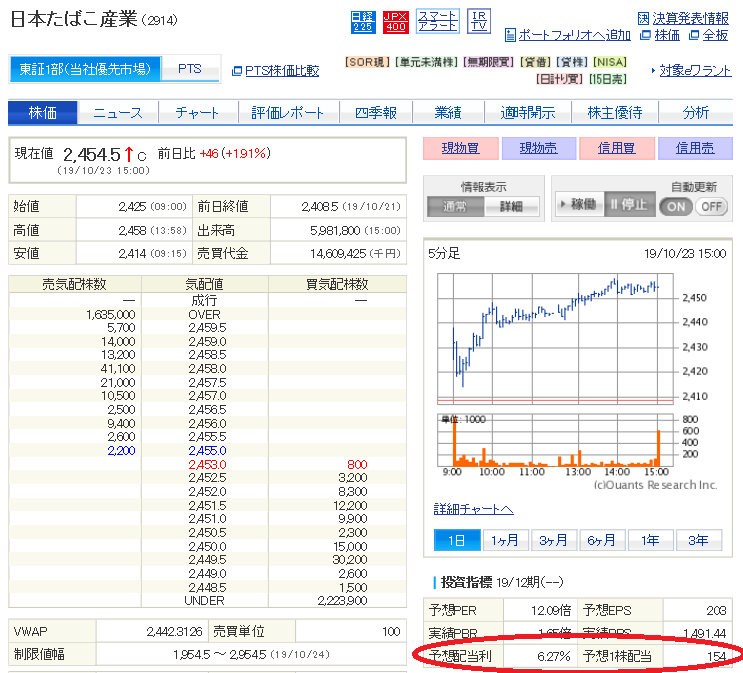 日本たばこ産業 (2914)
日経 225 JPX 400 スマート アラート IR TV
決算発表情報
ポートフォリオへ追加 株価 全板
東証1部(当社優先市場) PTS PTS株価比較
[SOR現] [単元未満株] [無期限売] [貸借] [貸株] [NISA]
[日計り売] [15日売]
対象eワラント
株価 ニュース チャート 評価レポート 四季報 業績 適時開示 株主優待 分析
現在値 2,454.5↑C 前日比 +46 (+1.91%)
(19/10/23 15:00)
現物買 現物売 信用買 信用売
情報表示 自動更新
通常 詳細 稼働 停止 ON OFF
始値 2,425 (09:00) 前日終値 2,408.5 (19/10/21)
高値 2,458 (13:58) 出来高 5,981,800 (15:00)
安値 2,414 (09:15) 売買代金 14,609,425 (千円)
売気配株数 気配値 買気配株数
― 成行 ―
1,635,000 OVER
5,700 2,459.5
14,000 2,459.0
13,200 2,458.5
41,100 2,458.0
21,000 2,457.5
10,500 2,457.0
2,500 2,456.5
9,400 2,456.0
2,600 2,455.5
2,200 2,455.0
2,453.0 800
2,452.5 3,200
2,452.0 8,300
2,451.5 12,200
2,451.0 9,900
2,450.5 2,300
2,450.0 15,000
2,449.5 30,200
2,449.0 2,600
2,448.5 1,500
UNDER 2,223,900
VWAP 2,442.3126 売買単位 100
制限値幅 1,954.5 ～ 2,954.5 (19/10/24)
5分足 19/10/23 15:00
2,450
2,440
2,430
2,420
2,410
単位: 1000
800
600
400
200
9:00 10:00 11:00 13:00 14:00 15:00
(c)Quants Research Inc.
詳細チャートへ
1日 1ヶ月 3ヶ月 6ヶ月 1年 3年
投資指標 19/12期(--)
予想PER 12.09倍 予想EPS 203
実績PBR 1.65倍 実績BPS 1,491.44
予想配当利 6.27% 予想1株配当 154